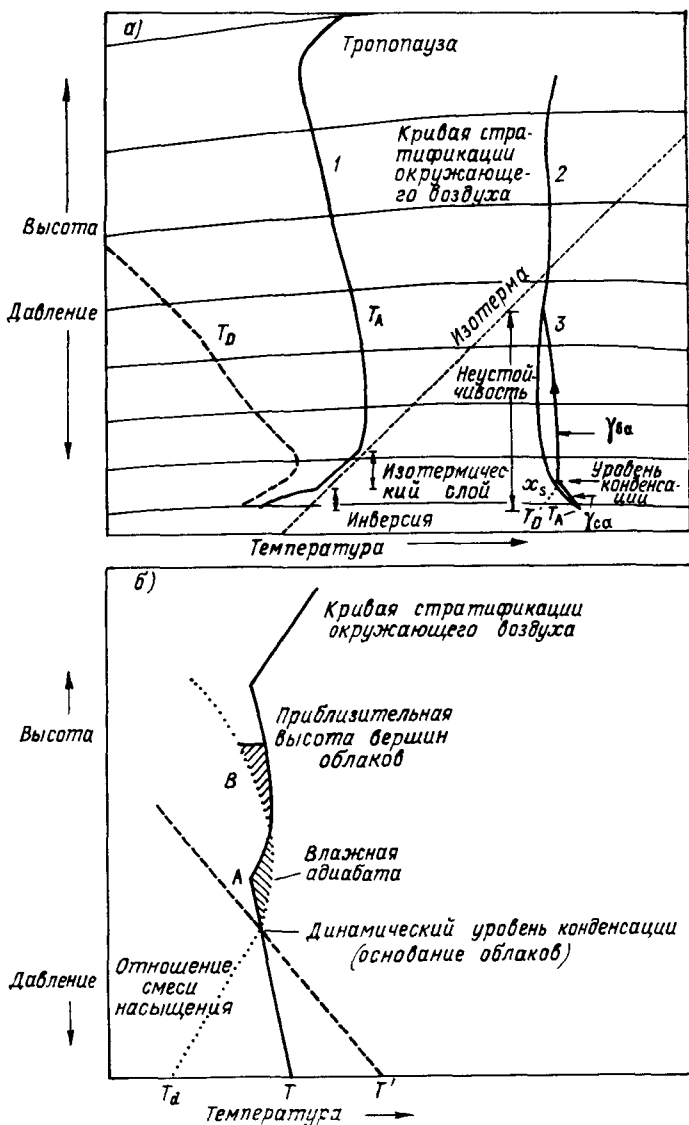 а)
Тропопауза
Кривая стра-
тификации
окружающе-
го воздуха
1
2
Высота
Изотерма
Давление
T_A
T_D
3
Неустой-
чивость
γ_ва
Уровень
конденса-
ции
Изотермичес-
кий слой
x_s
T_D
T_A
γ_са
Инверсия
Температура
б)
Кривая стратификации
окружающего воздуха
Приблизительная
высота вершин
облаков
Высота
В
А
Влажная
адиабата
Динамический уровень конденсации
(основание облаков)
Отношение
смеси
насыщения
Давление
T_d
T
T'
Температура